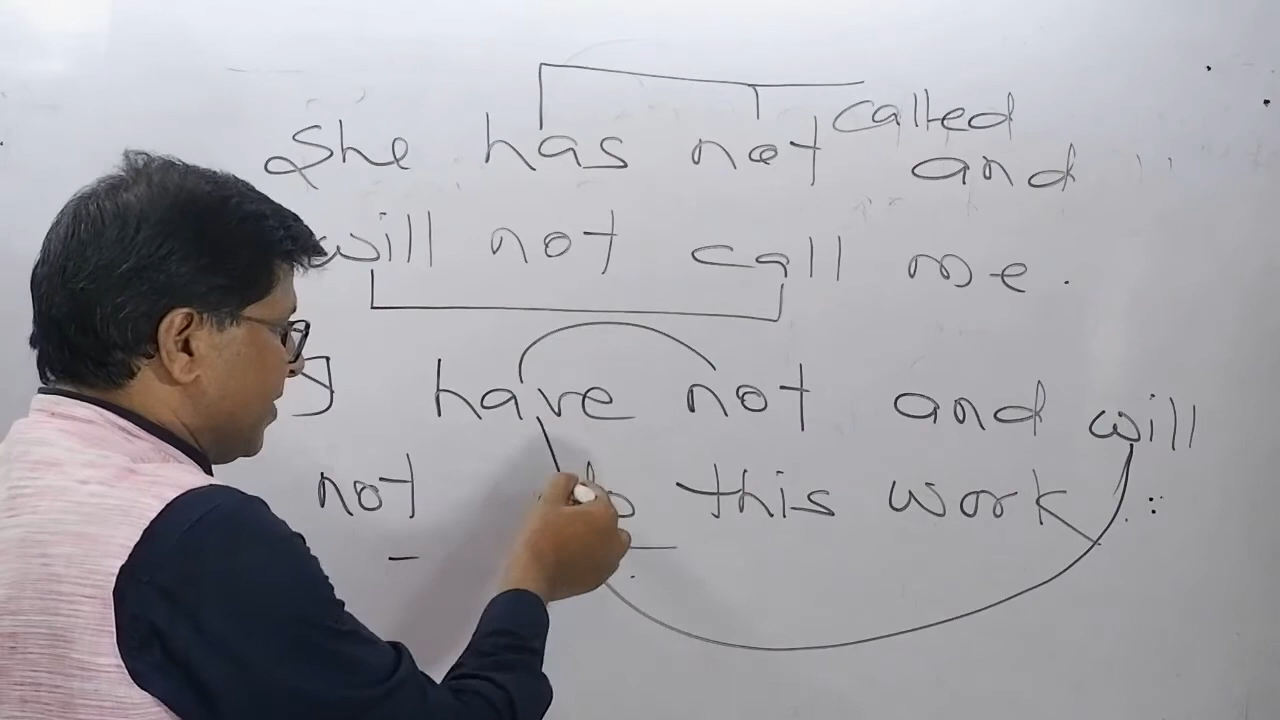 She has not called and
will not call me.
I have not and will
not do this work.